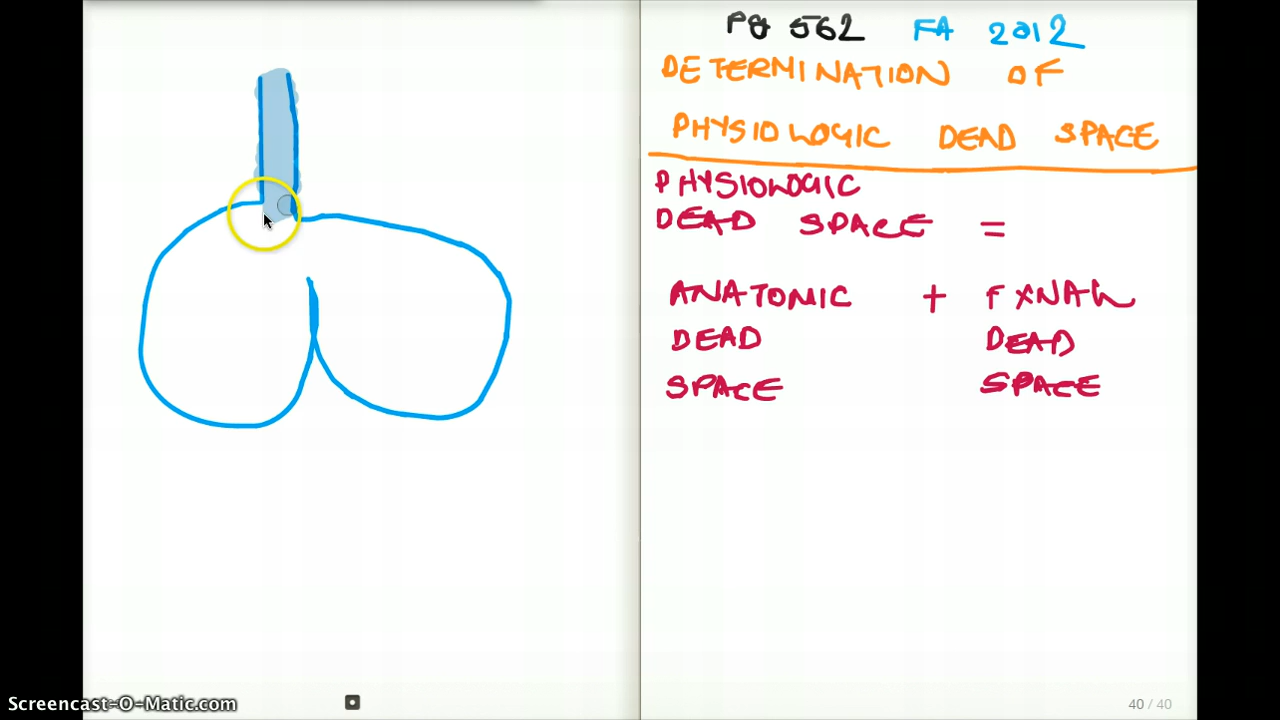 PG 562 FA 2012
DETERMINATION OF
PHYSIOLOGIC DEAD SPACE
PHYSIOLOGIC
DEAD SPACE =
ANATOMIC + FXNAL
DEAD DEAD
SPACE SPACE
Screencast-O-Matic.com
40 / 40